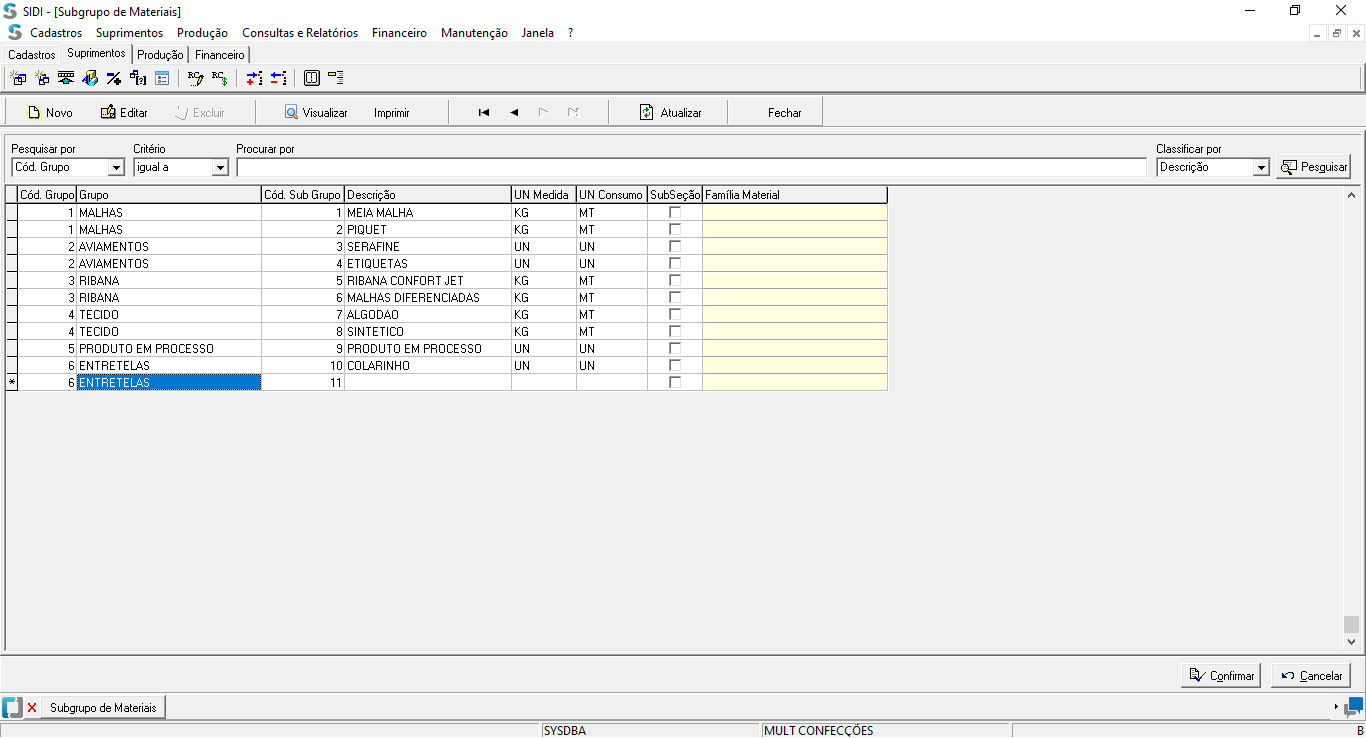 SIDI - [Subgrupo de Materiais]
Cadastros Suprimentos Produção Consultas e Relatórios Financeiro Manutenção Janela ?
Cadastros Suprimentos Produção Financeiro
Novo Editar Excluir Visualizar Imprimir Atualizar Fechar
Pesquisar por Critério Procurar por Classificar por
Cód. Grupo igual a Descrição Pesquisar
Cód. Grupo Grupo Cód. Sub Grupo Descrição UN Medida UN Consumo SubSeção Família Material
1 MALHAS 1 MEIA MALHA KG MT
1 MALHAS 2 PIQUET KG MT
2 AVIAMENTOS 3 SERAFINE UN UN
2 AVIAMENTOS 4 ETIQUETAS UN UN
3 RIBANA 5 RIBANA CONFORT JET KG MT
3 RIBANA 6 MALHAS DIFERENCIADAS KG MT
4 TECIDO 7 ALGODAO KG MT
4 TECIDO 8 SINTETICO KG MT
5 PRODUTO EM PROCESSO 9 PRODUTO EM PROCESSO UN UN
6 ENTRETELAS 10 COLARINHO UN UN
* 6 ENTRETELAS 11
Confirmar Cancelar
Subgrupo de Materiais
SYSDBA MULT CONFECÇÕES B